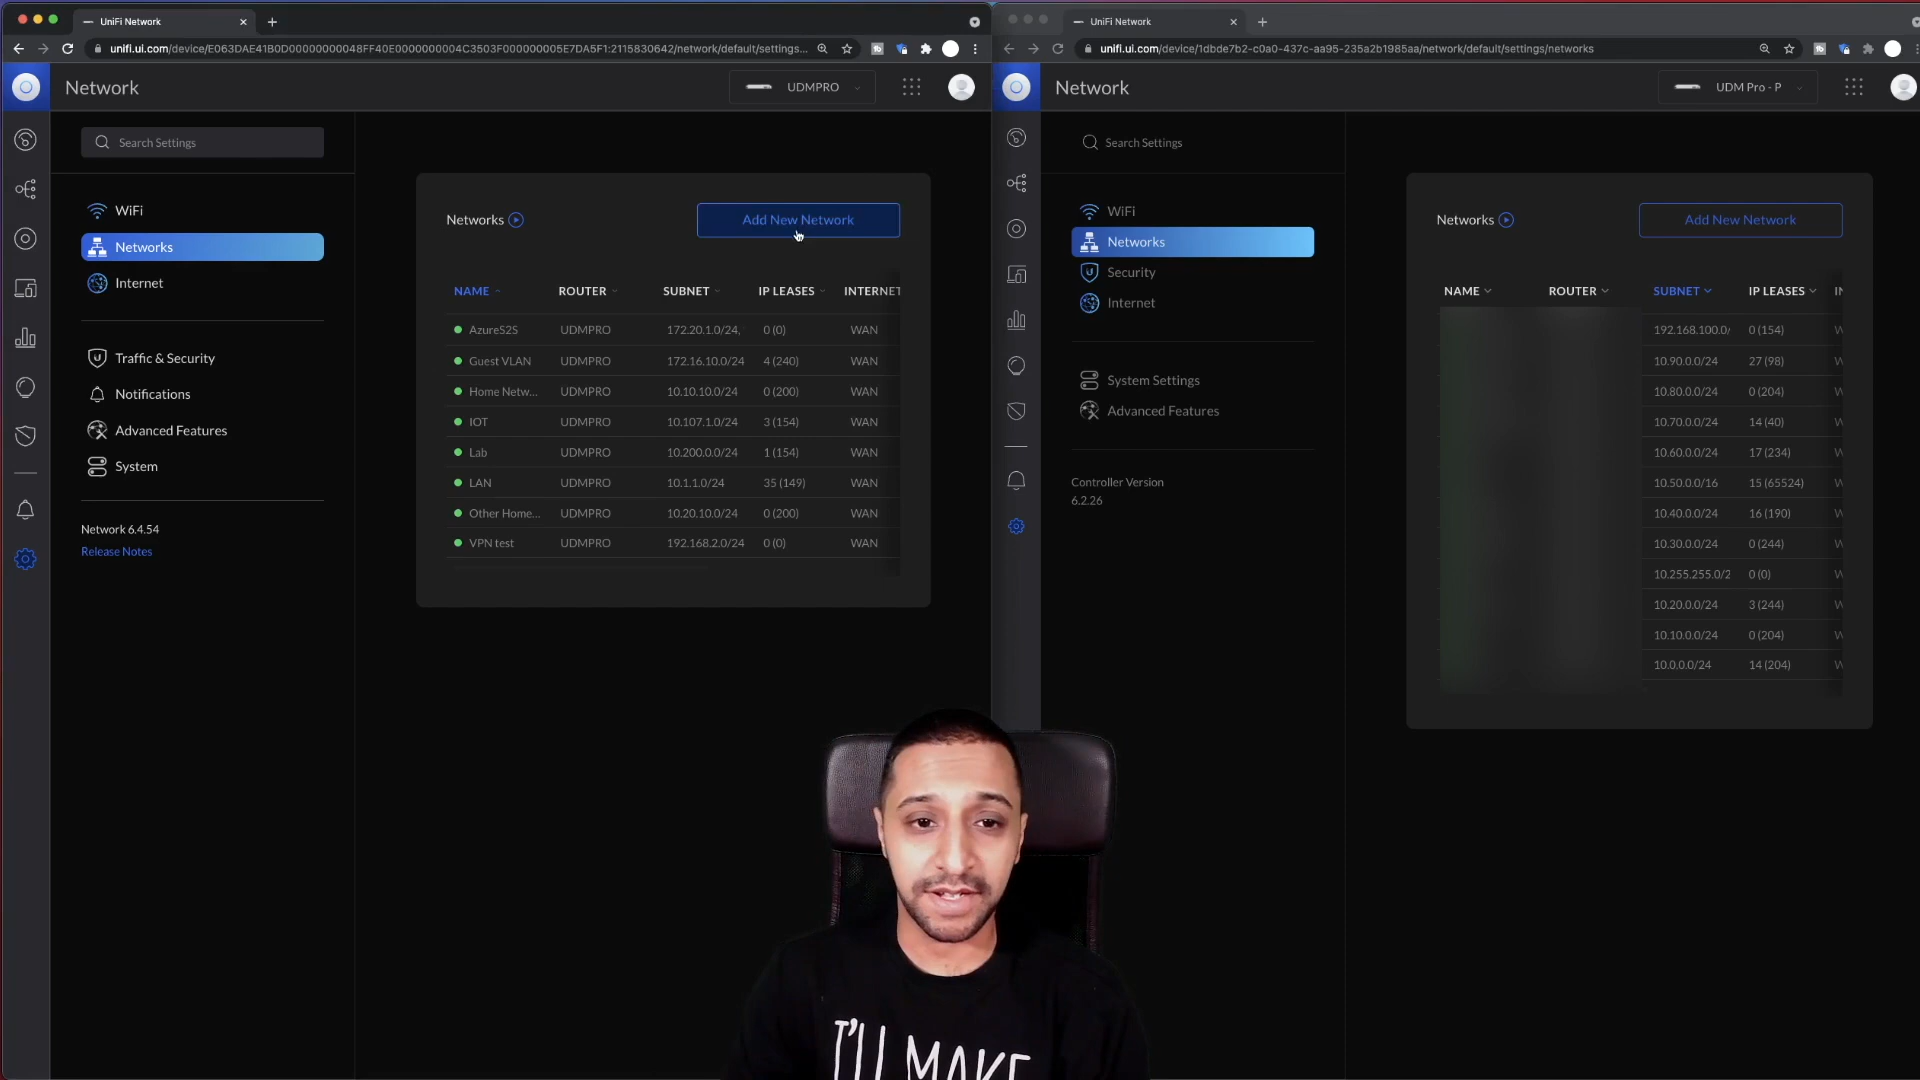 UniFi Network
unifi.ui.com/device/E063DAE41B0D00000000048FF40E0000000004C3503F000000005E7DA5F1:2115830642/network/default/settings...
Network
UDMPRO
Search Settings
WiFi
Networks
Internet
Traffic & Security
Notifications
Advanced Features
System
Network 6.4.54
Release Notes
Networks
Add New Network
NAME ROUTER SUBNET IP LEASES INTERNET
AzureS2S UDMPRO 172.20.1.0/24, 0 (0) WAN
Guest VLAN UDMPRO 172.16.10.0/24 4 (240) WAN
Home Netw... UDMPRO 10.10.10.0/24 0 (200) WAN
IOT UDMPRO 10.107.1.0/24 3 (154) WAN
Lab UDMPRO 10.200.0.0/24 1 (154) WAN
LAN UDMPRO 10.1.1.0/24 35 (149) WAN
Other Home... UDMPRO 10.20.10.0/24 0 (200) WAN
VPN test UDMPRO 192.168.2.0/24 0 (0) WAN
UniFi Network
unifi.ui.com/device/1dbde7b2-c0a0-437c-aa95-235a2b1985aa/network/default/settings/networks
Network
UDM Pro - P
Search Settings
WiFi
Networks
Security
Internet
System Settings
Advanced Features
Controller Version
6.2.26
Networks
Add New Network
NAME ROUTER SUBNET IP LEASES IN
192.168.100.0/ 0 (154) W
10.90.0.0/24 27 (98) W
10.80.0.0/24 0 (204) W
10.70.0.0/24 14 (40) W
10.60.0.0/24 17 (234) W
10.50.0.0/16 15 (65524) W
10.40.0.0/24 16 (190) W
10.30.0.0/24 0 (244) W
10.255.255.0/2 0 (0) W
10.20.0.0/24 3 (244) W
10.10.0.0/24 0 (204) W
10.0.0.0/24 14 (204) W
I'LL MAKE